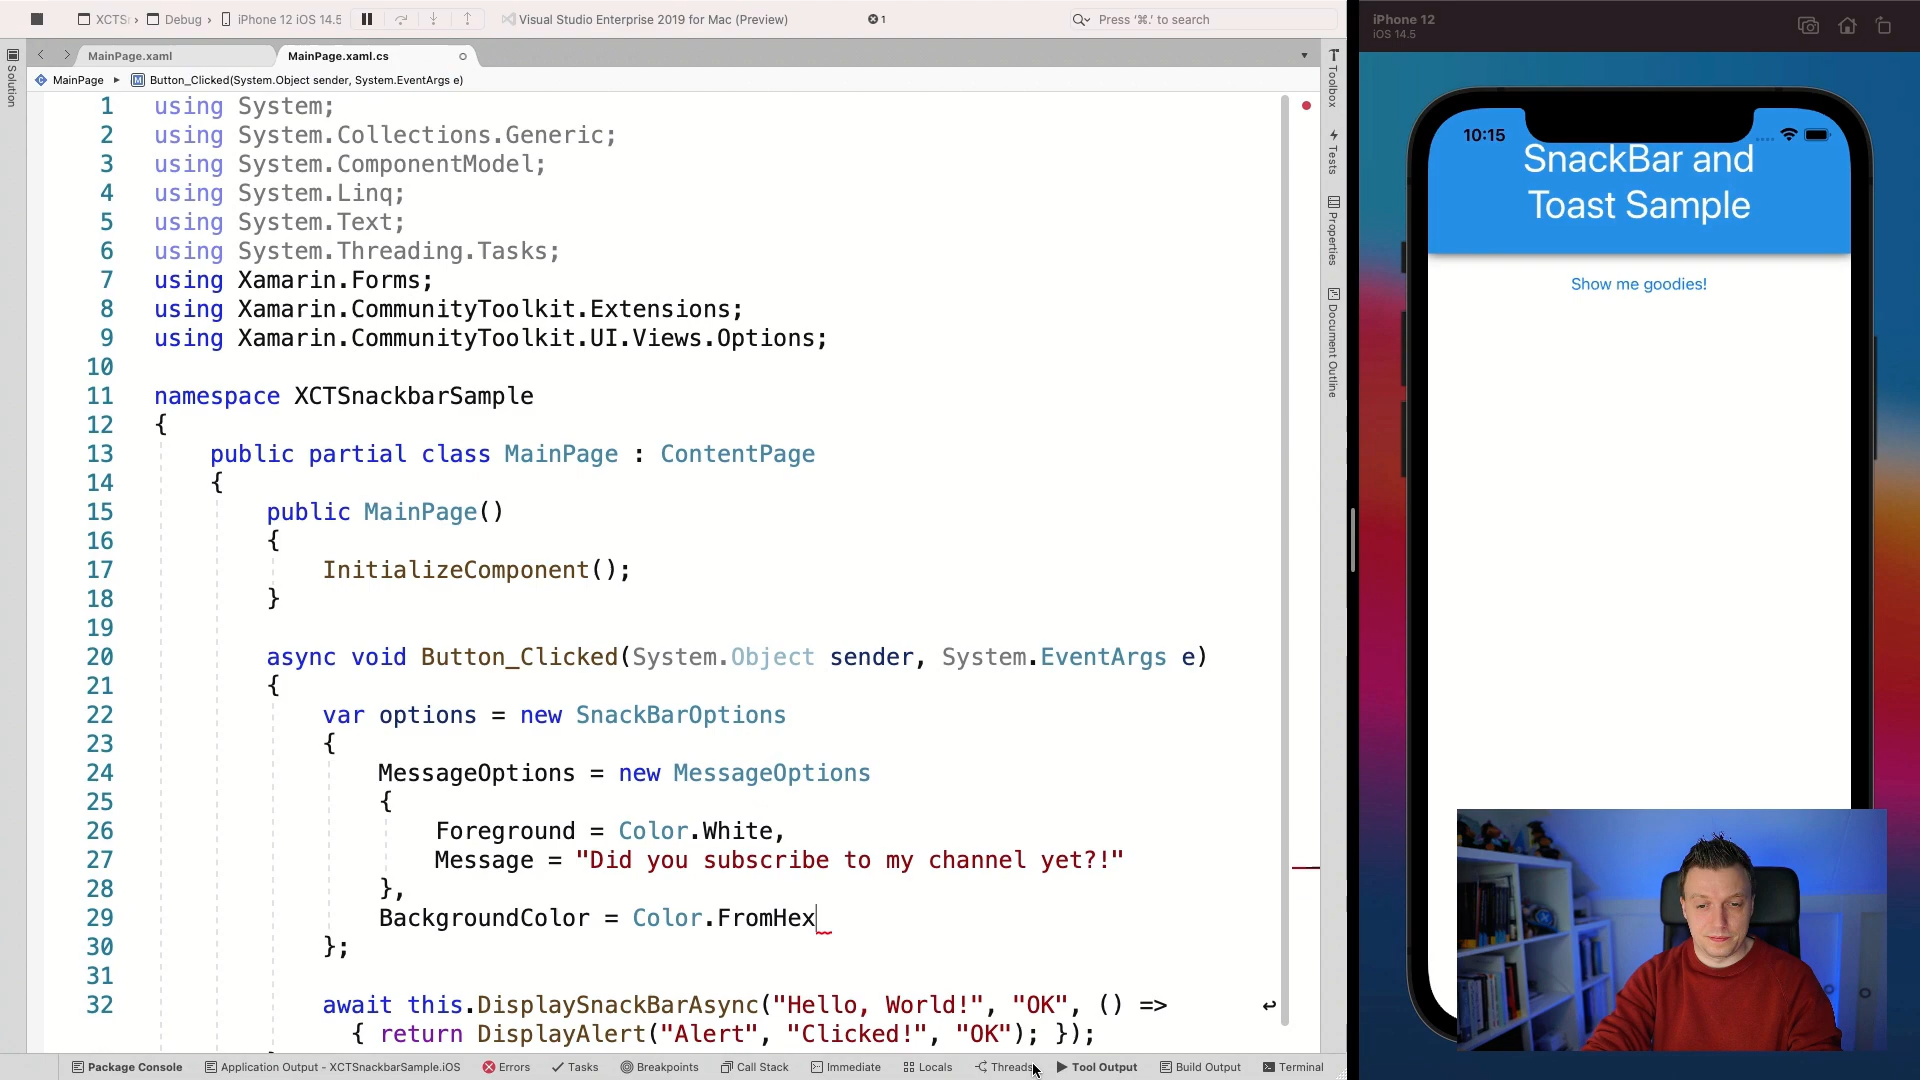 XCTS
Debug
iPhone 12 iOS 14.5
Visual Studio Enterprise 2019 for Mac (Preview)
1
Press '⌘.' to search
MainPage.xaml
MainPage.xaml.cs
MainPage
Button_Clicked(System.Object sender, System.EventArgs e)
Solution
1 using System;
2 using System.Collections.Generic;
3 using System.ComponentModel;
4 using System.Linq;
5 using System.Text;
6 using System.Threading.Tasks;
7 using Xamarin.Forms;
8 using Xamarin.CommunityToolkit.Extensions;
9 using Xamarin.CommunityToolkit.UI.Views.Options;
10
11 namespace XCTSnackbarSample
12 {
13 public partial class MainPage : ContentPage
14 {
15 public MainPage()
16 {
17 InitializeComponent();
18 }
19
20 async void Button_Clicked(System.Object sender, System.EventArgs e)
21 {
22 var options = new SnackBarOptions
23 {
24 MessageOptions = new MessageOptions
25 {
26 Foreground = Color.White,
27 Message = "Did you subscribe to my channel yet?!"
28 },
29 BackgroundColor = Color.FromHex
30 };
31
32 await this.DisplaySnackBarAsync("Hello, World!", "OK", () =>
{ return DisplayAlert("Alert", "Clicked!", "OK"); });
Toolbox
Tests
Properties
Document Outline
Package Console
Application Output - XCTSnackbarSample.iOS
Errors
Tasks
Breakpoints
Call Stack
Immediate
Locals
Threads
Tool Output
Build Output
Terminal
iPhone 12
iOS 14.5
10:15
SnackBar and
Toast Sample
Show me goodies!